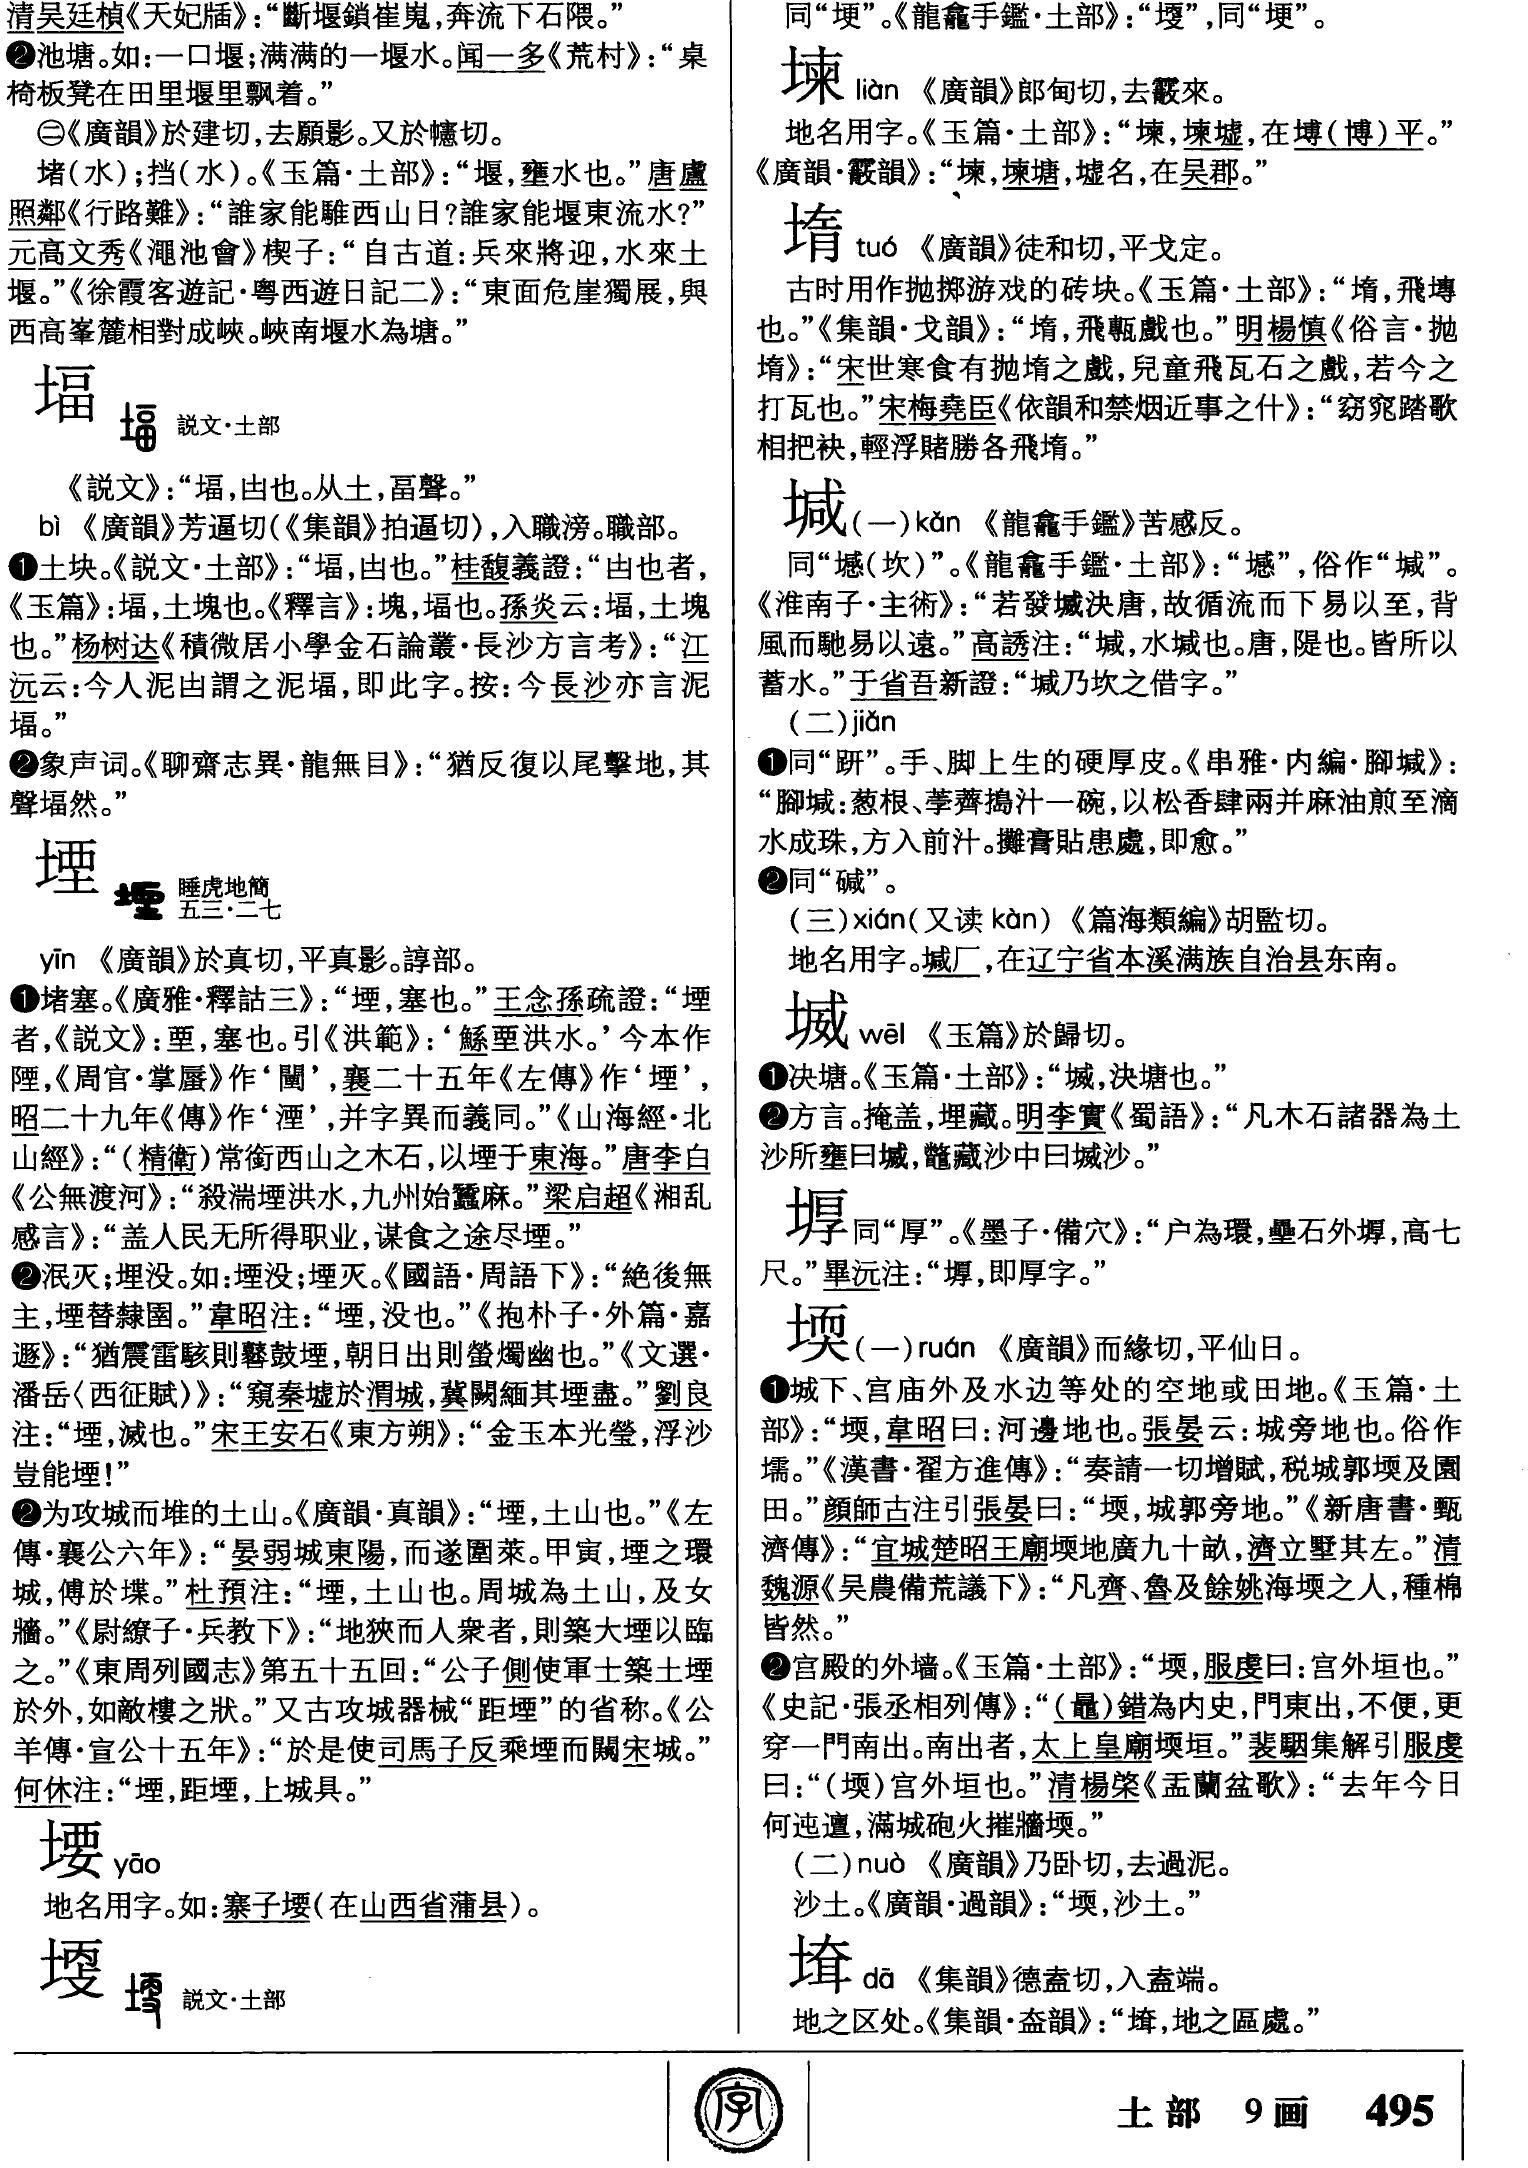 清吴廷楨《天妃牐》：“斷堰鎖崔嵬，奔流下石隈。”
❷池塘。如：一口堰；满满的一堰水。闻一多《荒村》：“桌
椅板凳在田里堰里飘着。”
㊁《廣韻》於建切，去願影。又於幰切。
堵（水）；挡（水）。《玉篇·土部》：“堰，壅水也。”唐盧
照鄰《行路難》：“誰家能駐西山日？誰家能堰東流水？”
元高文秀《澠池會》楔子：“自古道：兵來將迎，水來土
堰。”《徐霞客遊記·粤西遊日記二》：“東面危崖獨展，與
西高峯麓相對成峽。峽南堰水為塘。”
堛 説文·土部
《説文》：“堛，凷也。从土，畐聲。”
bì 《廣韻》芳逼切（《集韻》拍逼切），入職滂。職部。
❶土块。《説文·土部》：“堛，凷也。”桂馥義證：“凷也者，
《玉篇》：堛，土塊也。《釋言》：塊，堛也。孫炎云：堛，土塊
也。”杨树达《積微居小學金石論叢·長沙方言考》：“江
沅云：今人泥凷謂之泥堛，即此字。按：今長沙亦言泥
堛。”
❷象声词。《聊齋志異·龍無目》：“猶反復以尾擊地，其
聲堛然。”
堙 睡虎地簡
五三·二七
yīn 《廣韻》於真切，平真影。諄部。
❶堵塞。《廣雅·釋詁三》：“堙，塞也。”王念孫疏證：“堙
者，《説文》：垔，塞也。引《洪範》：‘鯀垔洪水。’今本作
陻，《周官·掌蜃》作‘闉’，襄二十五年《左傳》作‘堙’，
昭二十九年《傳》作‘湮’，并字異而義同。”《山海經·北
山經》：“（精衛）常銜西山之木石，以堙于東海。”唐李白
《公無渡河》：“殺湍堙洪水，九州始蠶麻。”梁启超《湘乱
感言》：“盖人民无所得职业，谋食之途尽堙。”
❷泯灭；埋没。如：堙没；堙灭。《國語·周語下》：“絶後無
主，堙替隸圉。”韋昭注：“堙，没也。”《抱朴子·外篇·嘉
遯》：“猶震雷駭則鼛鼓堙，朝日出則螢燭幽也。”《文選·
潘岳〈西征賦〉》：“窺秦墟於渭城，冀闕緬其堙盡。”劉良
注：“堙，滅也。”宋王安石《東方朔》：“金玉本光瑩，浮沙
豈能堙！”
❷为攻城而堆的土山。《廣韻·真韻》：“堙，土山也。”《左
傳·襄公六年》：“晏弱城東陽，而遂圍萊。甲寅，堙之環
城，傅於堞。”杜預注：“堙，土山也。周城為土山，及女
牆。”《尉繚子·兵教下》：“地狹而人衆者，則築大堙以臨
之。”《東周列國志》第五十五回：“公子側使軍士築土堙
於外，如敵樓之狀。”又古攻城器械“距堙”的省称。《公
羊傳·宣公十五年》：“於是使司馬子反乘堙而闚宋城。”
何休注：“堙，距堙，上城具。”
㙘 yāo
地名用字。如：寨子㙘（在山西省蒲县）。
㙸 説文·土部
同“埂”。《龍龕手鑑·土部》：“㙸”，同“埂”。
堜 liàn 《廣韻》郎甸切，去霰來。
地名用字。《玉篇·土部》：“堜，堜墟，在塼（博）平。”
《廣韻·霰韻》：“堜，堜塘，墟名，在吴郡。”
堶 tuó 《廣韻》徒和切，平戈定。
古时用作抛掷游戏的砖块。《玉篇·土部》：“堶，飛塼
也。”《集韻·戈韻》：“堶，飛甎戲也。”明楊慎《俗言·抛
堶》：“宋世寒食有抛堶之戲，兒童飛瓦石之戲，若今之
打瓦也。”宋梅堯臣《依韻和禁烟近事之什》：“窈窕踏歌
相把袂，輕浮賭勝各飛堶。”
堿（一）kǎn 《龍龕手鑑》苦感反。
同“墈（坎）”。《龍龕手鑑·土部》：“墈”，俗作“堿”。
《淮南子·主術》：“若發堿決唐，故循流而下易以至，背
風而馳易以遠。”高誘注：“堿，水堿也。唐，隄也。皆所以
蓄水。”于省吾新證：“堿乃坎之借字。”
（二）jiǎn
❶同“趼”。手、脚上生的硬厚皮。《串雅·内編·腳堿》：
“腳堿：葱根、荸薺搗汁一碗，以松香肆兩并麻油煎至滴
水成珠，方入前汁。攤膏貼患處，即愈。”
❷同“碱”。
（三）xián（又读kàn）《篇海類編》胡監切。
地名用字。堿厂，在辽宁省本溪满族自治县东南。
㙎 wēi 《玉篇》於歸切。
❶决塘。《玉篇·土部》：“㙎，決塘也。”
❷方言。掩盖，埋藏。明李實《蜀語》：“凡木石諸器為土
沙所壅曰㙎，鼈藏沙中曰㙎沙。”
㙗同“厚”。《墨子·備穴》：“户為環，壘石外㙗，高七
尺。”畢沅注：“㙗，即厚字。”
堧（一）ruán 《廣韻》而緣切，平仙日。
❶城下、宫庙外及水边等处的空地或田地。《玉篇·土
部》：“堧，韋昭曰：河邊地也。張晏云：城旁地也。俗作
壖。”《漢書·翟方進傳》：“奏請一切增賦，税城郭堧及園
田。”顔師古注引張晏曰：“堧，城郭旁地。”《新唐書·甄
濟傳》：“宜城楚昭王廟堧地廣九十畝，濟立墅其左。”清
魏源《吴農備荒議下》：“凡齊、魯及餘姚海堧之人，種棉
皆然。”
❷宫殿的外墙。《玉篇·土部》：“堧，服虔曰：宫外垣也。”
《史記·張丞相列傳》：“（鼂）錯為内史，門東出，不便，更
穿一門南出。南出者，太上皇廟堧垣。”裴駰集解引服虔
曰：“（堧）宫外垣也。”清楊棨《盂蘭盆歌》：“去年今日
何迍邅，滿城砲火摧牆堧。”
（二）nuò 《廣韻》乃卧切，去過泥。
沙土。《廣韻·過韻》：“堧，沙土。”
㙮 dā 《集韻》德盍切，入盍端。
地之区处。《集韻·盍韻》：“㙮，地之區處。”
字
土部 9画 495